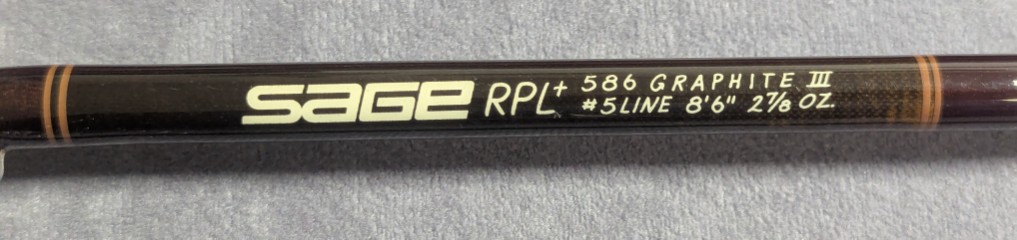 SAGE RPL+ 586 GRAPHITE III
#5LINE 8'6" 2⅞ OZ.